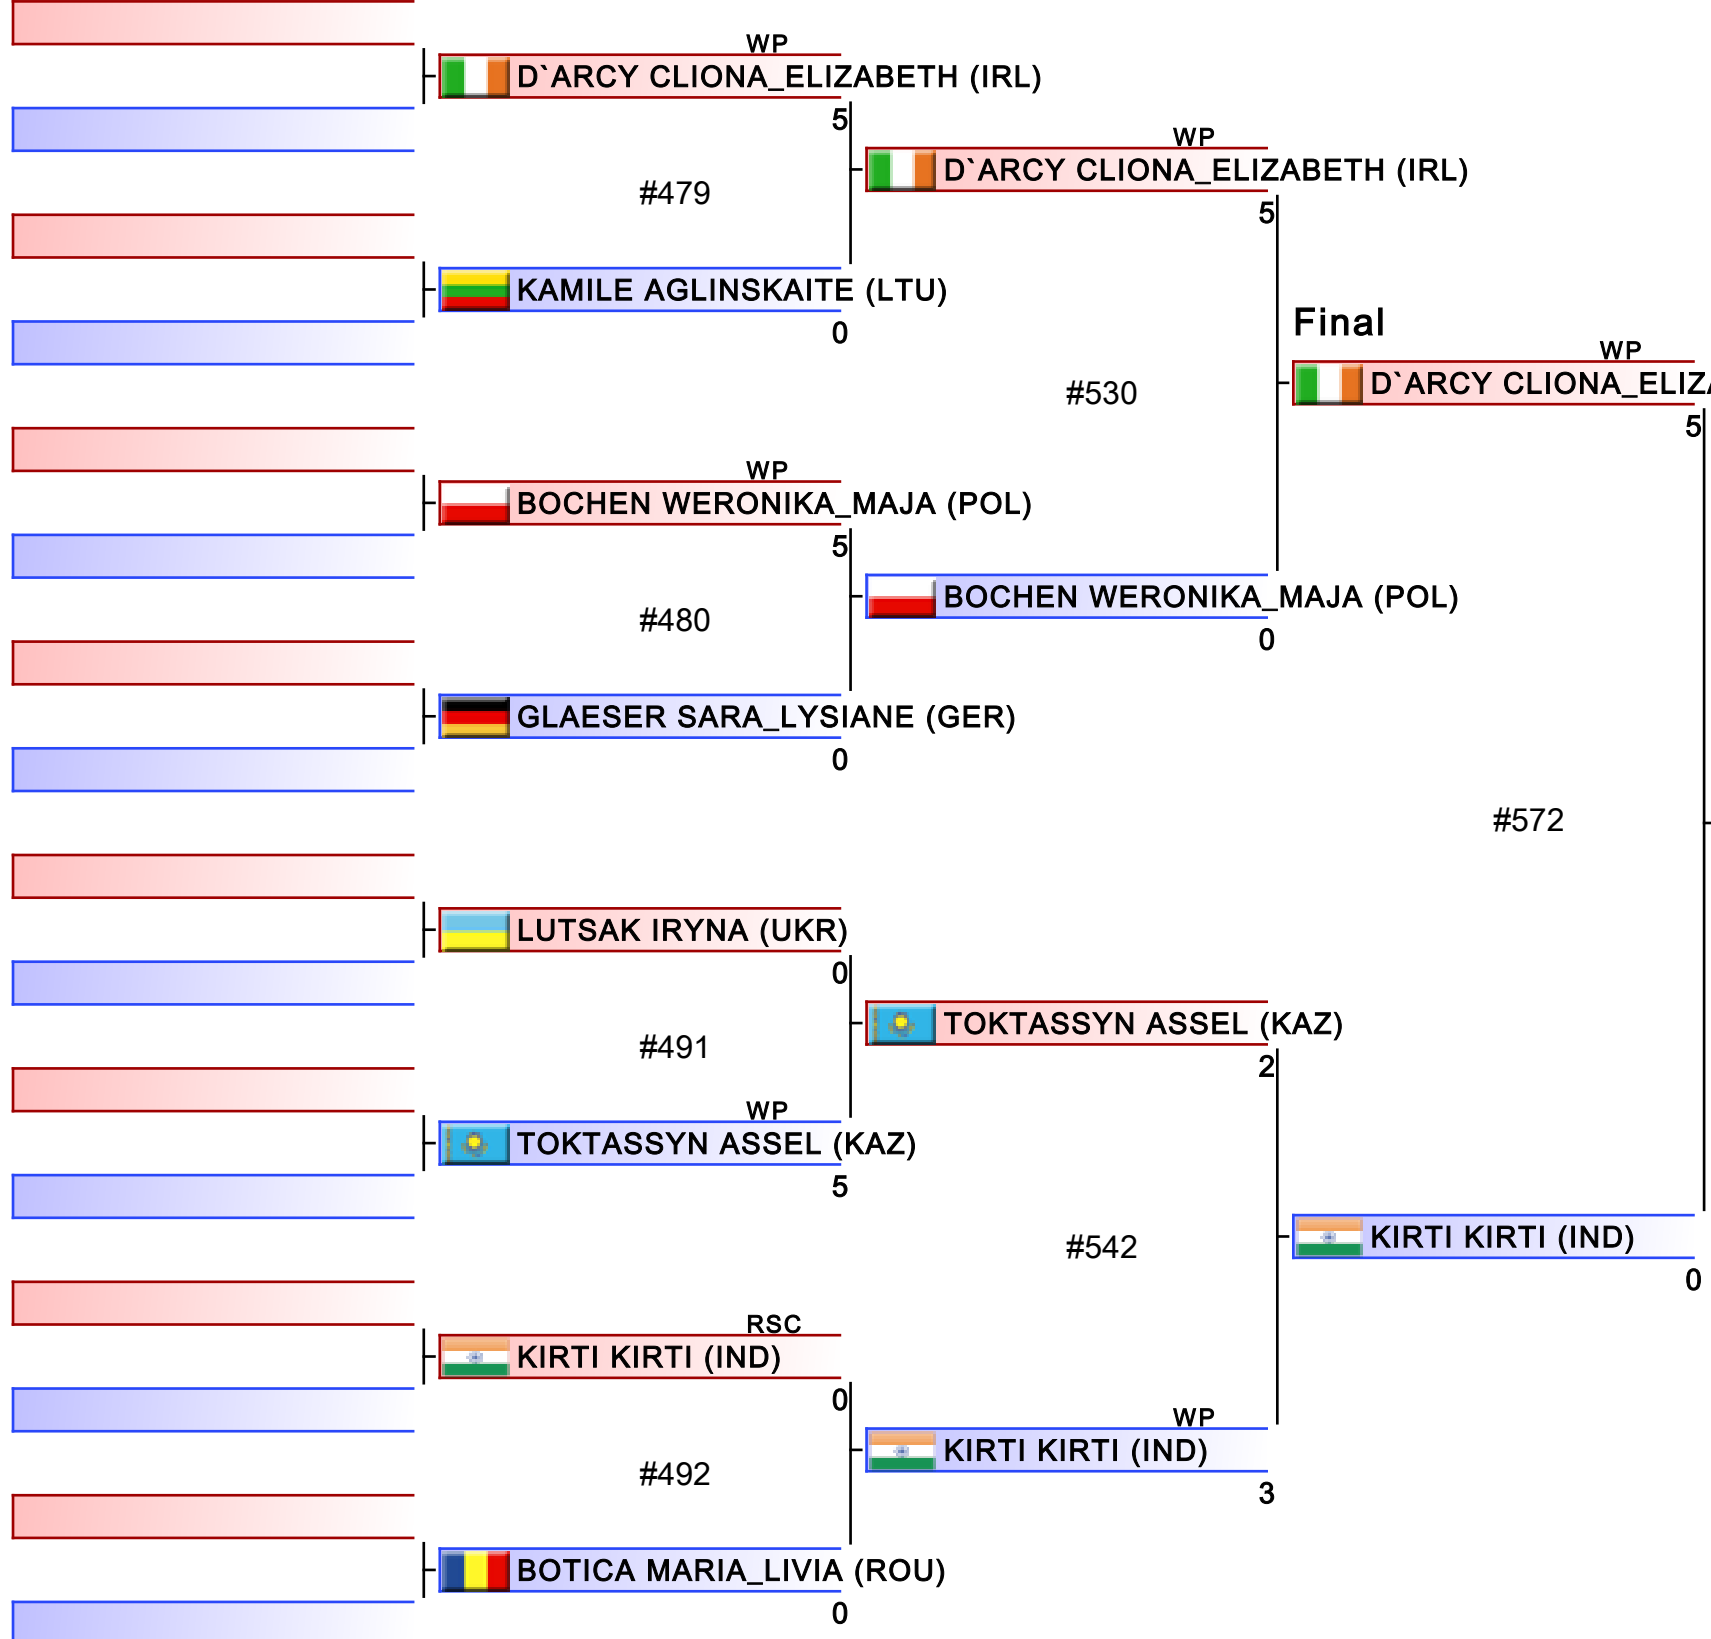 WP
D`ARCY CLIONA_ELIZABETH (IRL)
5
#479
KAMILE AGLINSKAITE (LTU)
0
WP
D`ARCY CLIONA_ELIZABETH (IRL)
5
#530
WP
BOCHEN WERONIKA_MAJA (POL)
5
#480
GLAESER SARA_LYSIANE (GER)
0
BOCHEN WERONIKA_MAJA (POL)
0
Final
WP
D`ARCY CLIONA_ELIZ
5
#572
LUTSAK IRYNA (UKR)
0
#491
WP
TOKTASSYN ASSEL (KAZ)
5
TOKTASSYN ASSEL (KAZ)
2
#542
RSC
KIRTI KIRTI (IND)
0
#492
BOTICA MARIA_LIVIA (ROU)
0
WP
KIRTI KIRTI (IND)
3
KIRTI KIRTI (IND)
0